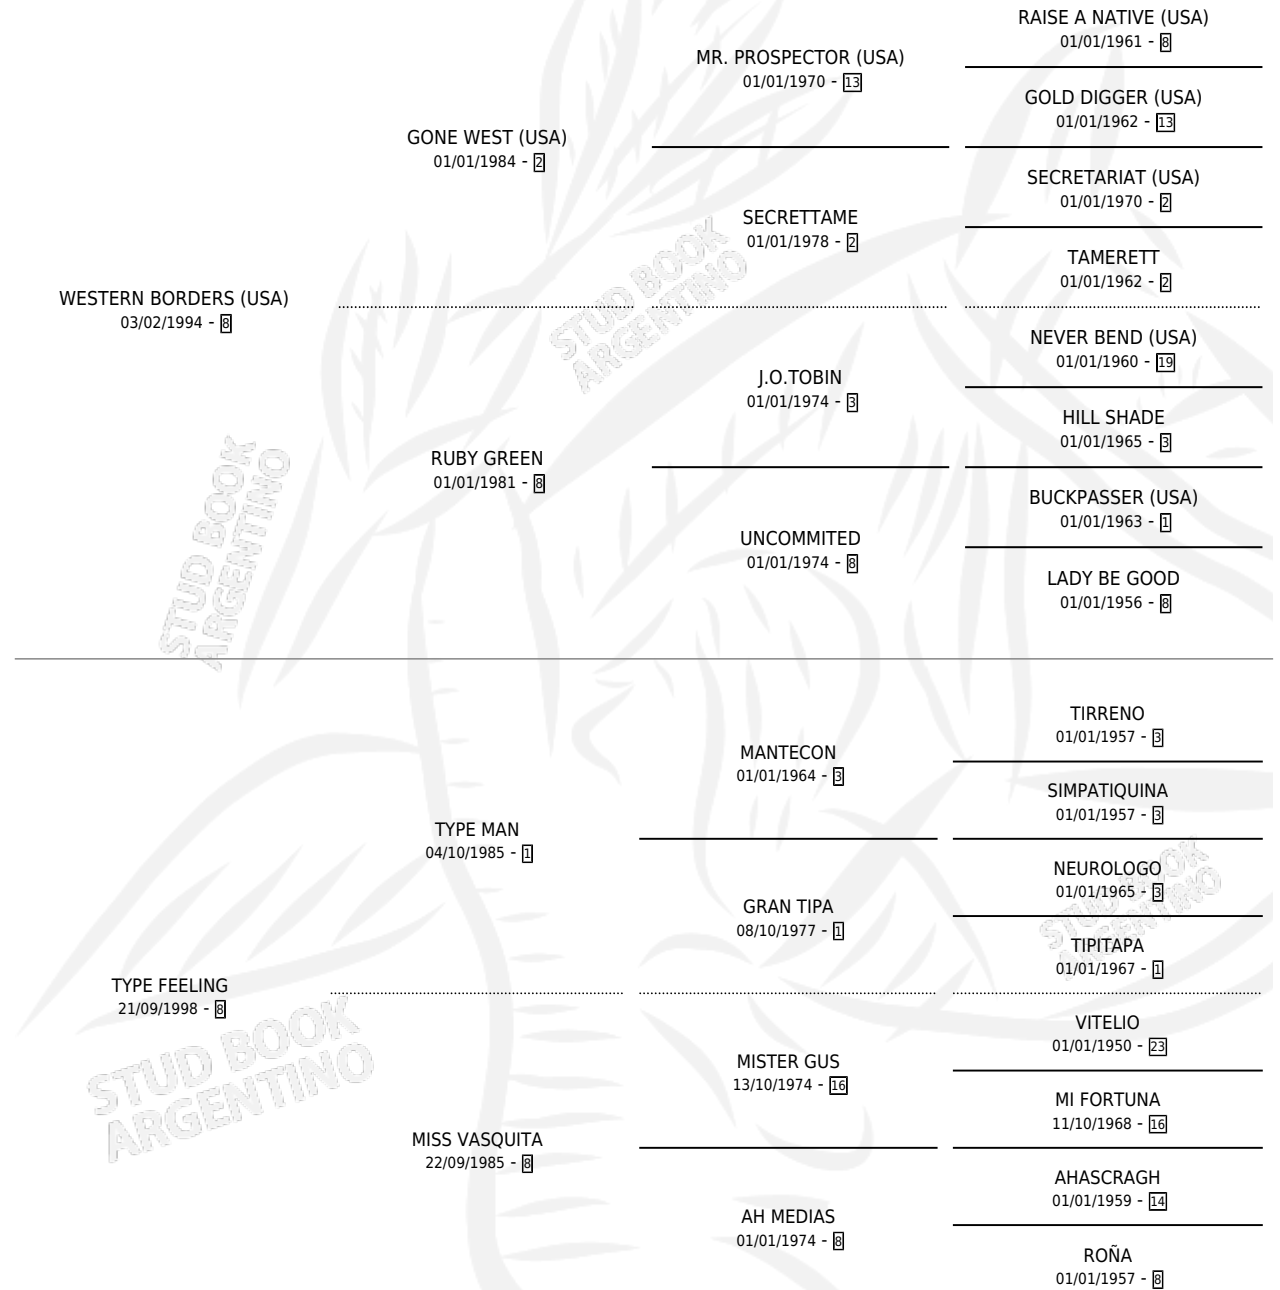 RAISE A NATIVE (USA)
01/01/1961 - 8
MR. PROSPECTOR (USA)
01/01/1970 - 13
GOLD DIGGER (USA)
01/01/1962 - 13
GONE WEST (USA)
01/01/1984 - 2
SECRETARIAT (USA)
01/01/1970 - 2
SECRETTAME
01/01/1978 - 2
TAMERETT
01/01/1962 - 2
WESTERN BORDERS (USA)
03/02/1994 - 8
NEVER BEND (USA)
01/01/1960 - 19
J.O.TOBIN
01/01/1974 - 3
HILL SHADE
01/01/1965 - 3
RUBY GREEN
01/01/1981 - 8
BUCKPASSER (USA)
01/01/1963 - 1
UNCOMMITED
01/01/1974 - 8
LADY BE GOOD
01/01/1956 - 8
TIRRENO
01/01/1957 - 3
MANTECON
01/01/1964 - 3
SIMPATIQUINA
01/01/1957 - 3
TYPE MAN
04/10/1985 - 1
NEUROLOGO
01/01/1965 - 3
GRAN TIPA
08/10/1977 - 1
TIPITAPA
01/01/1967 - 1
TYPE FEELING
21/09/1998 - 8
VITELIO
01/01/1950 - 23
MISTER GUS
13/10/1974 - 16
MI FORTUNA
11/10/1968 - 16
MISS VASQUITA
22/09/1985 - 8
AHASCRAGH
01/01/1959 - 14
AH MEDIAS
01/01/1974 - 8
ROÑA
01/01/1957 - 8
STUD BOOK
ARGENTINO
STUD BOOK
ARGENTINO
STUD BOOK
ARGENTINO
STUD BOOK
ARGENTINO